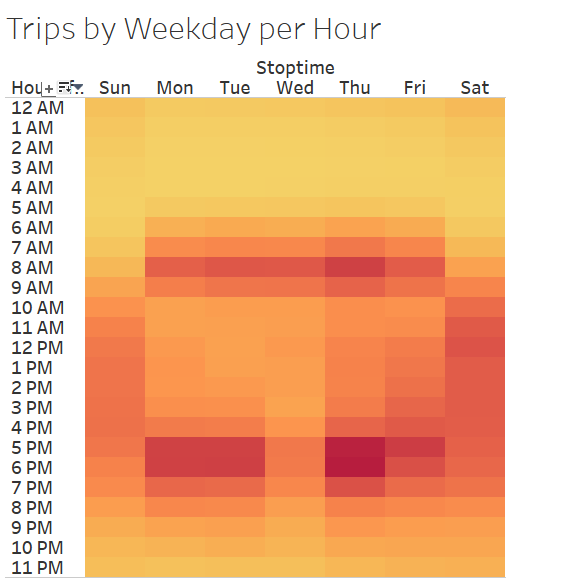 Trips by Weekday per Hour
Stoptime
Sun Mon Tue Wed Thu Fri Sat
12 AM
1 AM
2 AM
3 AM
4 AM
5 AM
6 AM
7 AM
8 AM
9 AM
10 AM
11 AM
12 PM
1 PM
2 PM
3 PM
4 PM
5 PM
6 PM
7 PM
8 PM
9 PM
10 PM
11 PM